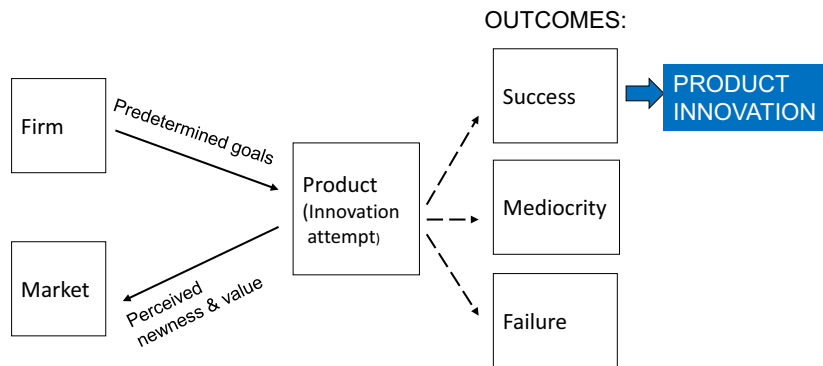 OUTCOMES:
Firm
Predetermined goals
Market
Perceived
newness & value
Product
(Innovation
attempt)
Success
Mediocrity
Failure
PRODUCT
INNOVATION